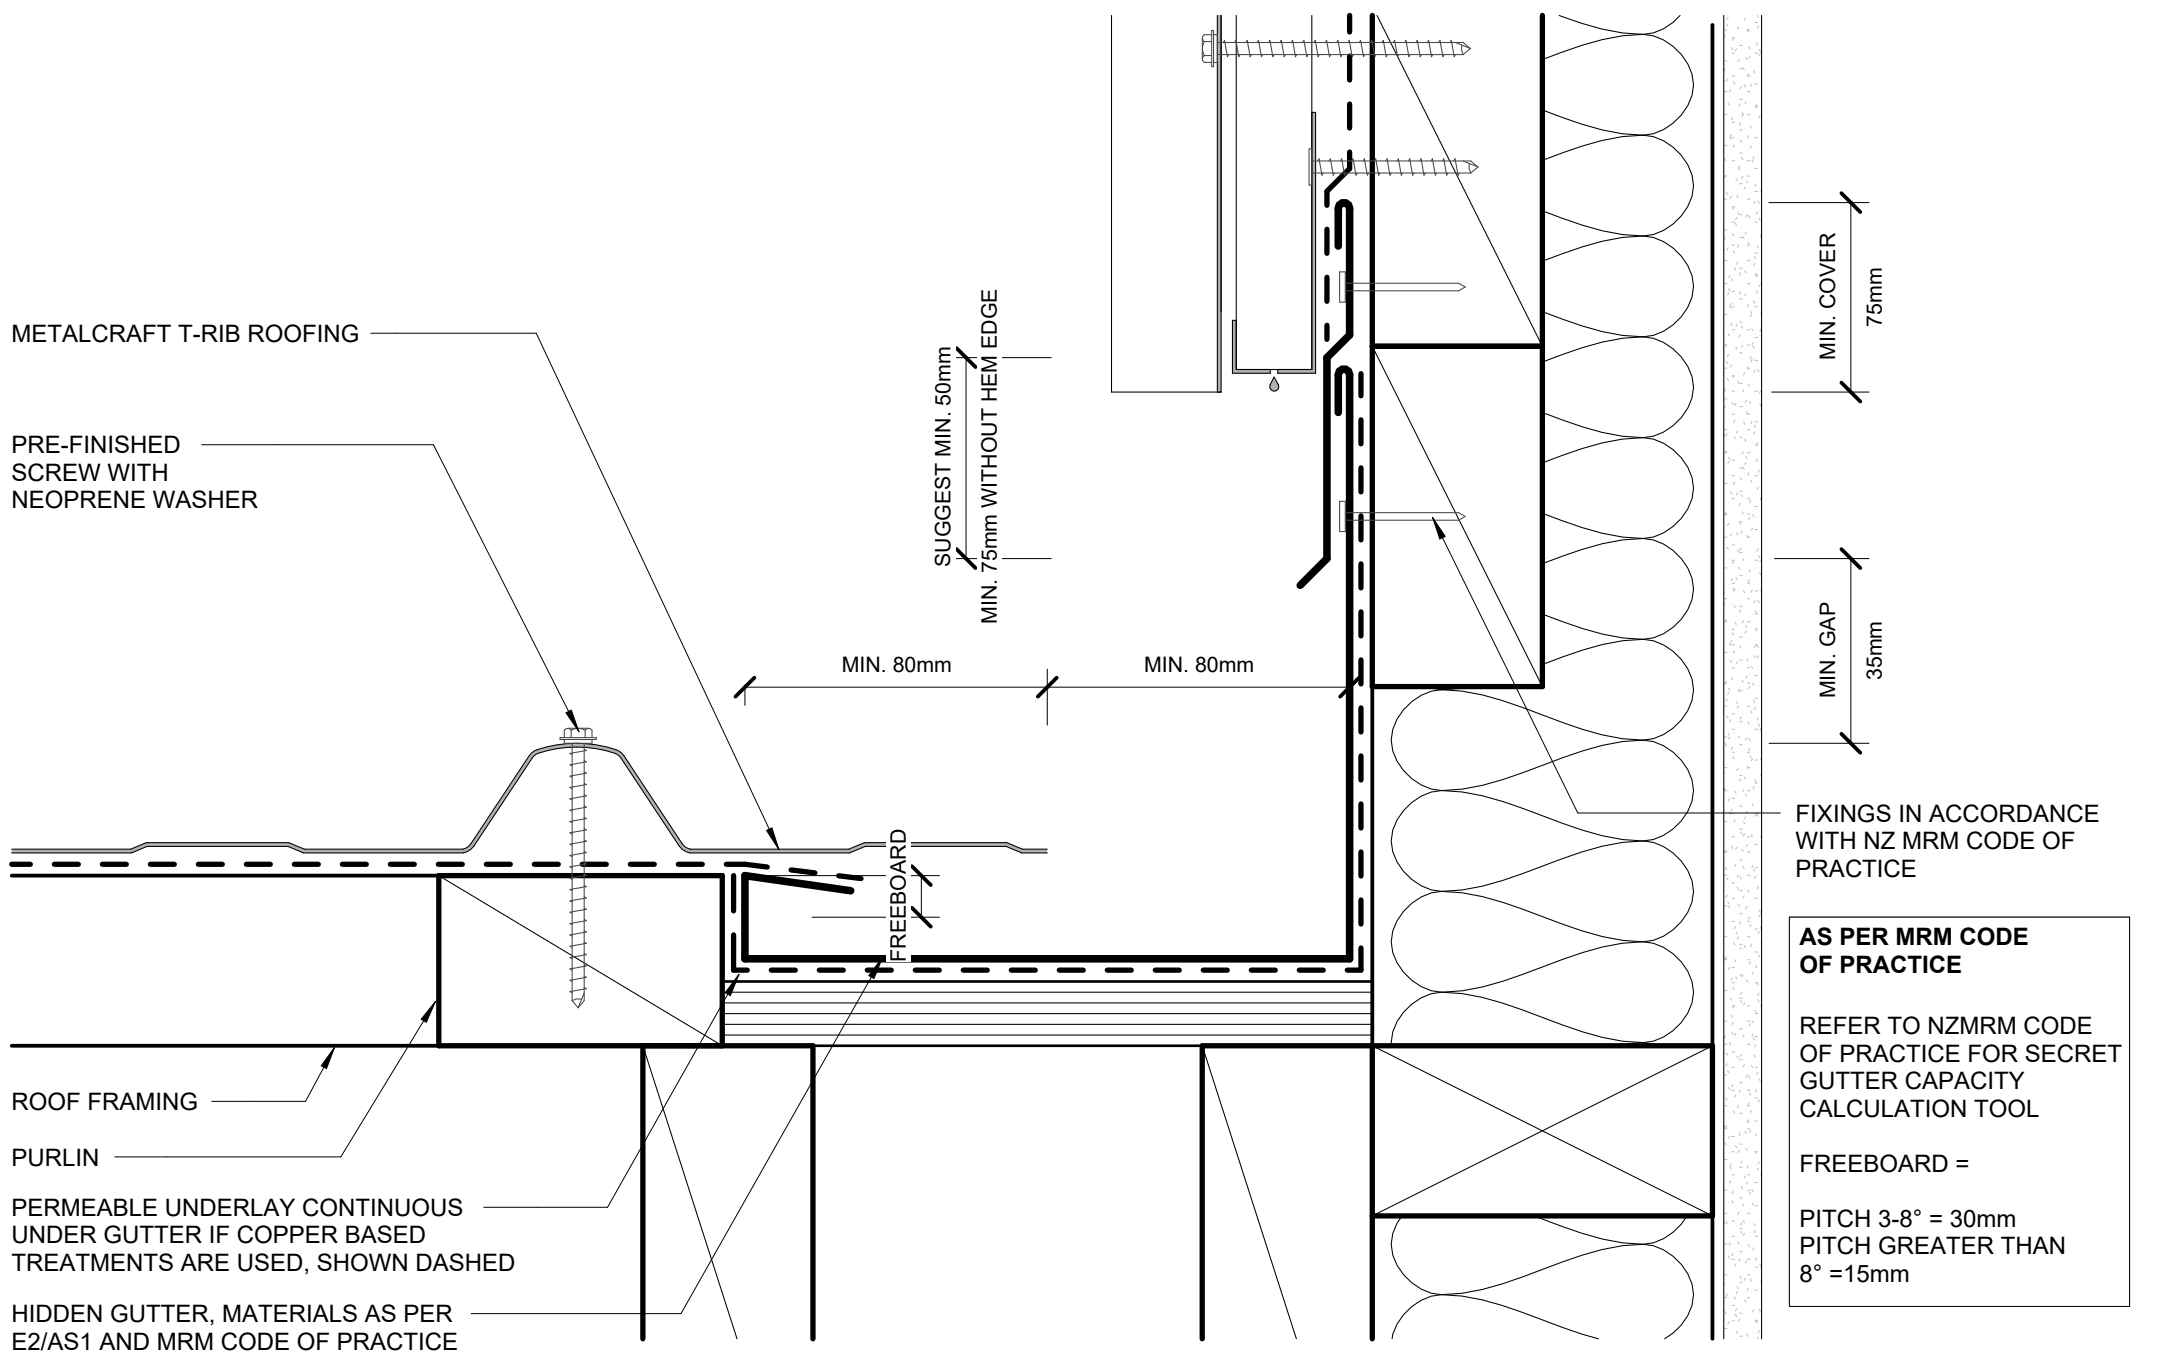 METALCRAFT T-RIB ROOFING
PRE-FINISHED
SCREW WITH
NEOPRENE WASHER
SUGGEST MIN. 50mm
MIN. 75mm WITHOUT HEM EDGE
MIN. COVER
75mm
MIN. GAP
35mm
MIN. 80mm
MIN. 80mm
FREEBOARD
ROOF FRAMING
PURLIN
PERMEABLE UNDERLAY CONTINUOUS
UNDER GUTTER IF COPPER BASED
TREATMENTS ARE USED, SHOWN DASHED
HIDDEN GUTTER, MATERIALS AS PER
E2/AS1 AND MRM CODE OF PRACTICE
FIXINGS IN ACCORDANCE
WITH NZ MRM CODE OF
PRACTICE
AS PER MRM CODE
OF PRACTICE
REFER TO NZMRM CODE
OF PRACTICE FOR SECRET
GUTTER CAPACITY
CALCULATION TOOL
FREEBOARD =
PITCH 3-8° = 30mm
PITCH GREATER THAN
8° =15mm